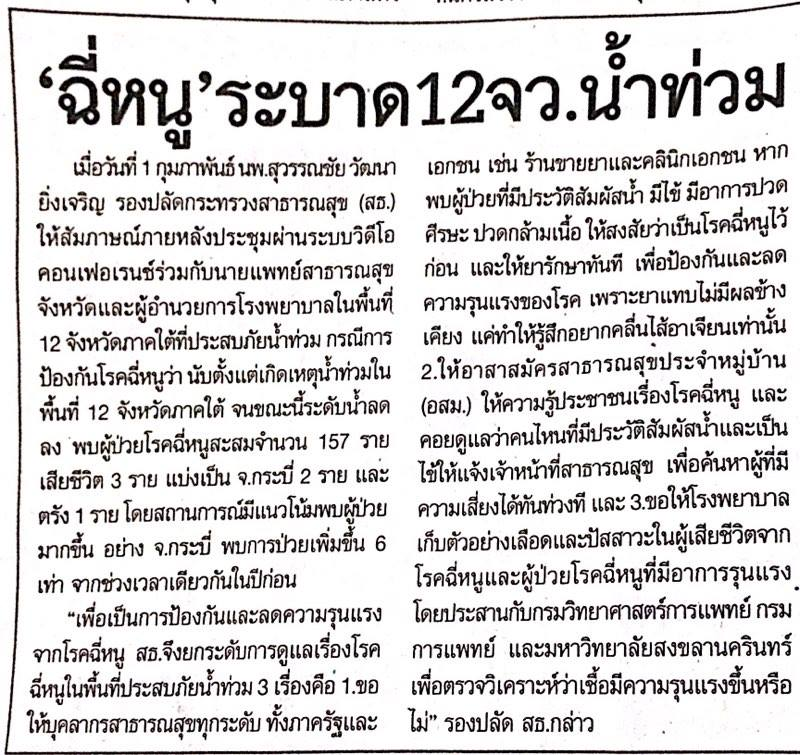 ‘ฉี่หนู’ระบาด12จว.น้ำท่วม
เมื่อวันที่ 1 กุมภาพันธ์ นพ.สุวรรณชัย วัฒนา
ยิ่งเจริญ รองปลัดกระทรวงสาธารณสุข (สธ.)
ให้สัมภาษณ์ภายหลังประชุมผ่านระบบวิดีโอ
คอนเฟอเรนซ์ร่วมกับนายแพทย์สาธารณสุข
จังหวัดและผู้อำนวยการโรงพยาบาลในพื้นที่
12 จังหวัดภาคใต้ที่ประสบภัยน้ำท่วม กรณีการ
ป้องกันโรคฉี่หนูว่า นับตั้งแต่เกิดเหตุน้ำท่วมใน
พื้นที่ 12 จังหวัดภาคใต้ จนขณะนี้ระดับน้ำลด
ลง พบผู้ป่วยโรคฉี่หนูสะสมจำนวน 157 ราย
เสียชีวิต 3 ราย แบ่งเป็น จ.กระบี่ 2 ราย และ
ตรัง 1 ราย โดยสถานการณ์มีแนวโน้มพบผู้ป่วย
มากขึ้น อย่าง จ.กระบี่ พบการป่วยเพิ่มขึ้น 6
เท่า จากช่วงเวลาเดียวกันในปีก่อน
“เพื่อเป็นการป้องกันและลดความรุนแรง
จากโรคฉี่หนู สธ.จึงยกระดับการดูแลเรื่องโรค
ฉี่หนูในพื้นที่ประสบภัยน้ำท่วม 3 เรื่องคือ 1.ขอ
ให้บุคลากรสาธารณสุขทุกระดับ ทั้งภาครัฐและ
เอกชน เช่น ร้านขายยาและคลินิกเอกชน หาก
พบผู้ป่วยที่มีประวัติสัมผัสน้ำ มีไข้ มีอาการปวด
ศีรษะ ปวดกล้ามเนื้อ ให้สงสัยว่าเป็นโรคฉี่หนูไว้
ก่อน และให้ยารักษาทันที เพื่อป้องกันและลด
ความรุนแรงของโรค เพราะยาแทบไม่มีผลข้าง
เคียง แค่ทำให้รู้สึกอยากคลื่นไส้อาเจียนเท่านั้น
2.ให้อาสาสมัครสาธารณสุขประจำหมู่บ้าน
(อสม.) ให้ความรู้ประชาชนเรื่องโรคฉี่หนู และ
คอยดูแลว่าคนไหนที่มีประวัติสัมผัสน้ำและเป็น
ไข้ให้แจ้งเจ้าหน้าที่สาธารณสุข เพื่อค้นหาผู้ที่มี
ความเสี่ยงได้ทันท่วงที และ 3.ขอให้โรงพยาบาล
เก็บตัวอย่างเลือดและปัสสาวะในผู้เสียชีวิตจาก
โรคฉี่หนูและผู้ป่วยโรคฉี่หนูที่มีอาการรุนแรง
โดยประสานกับกรมวิทยาศาสตร์การแพทย์ กรม
การแพทย์ และมหาวิทยาลัยสงขลานครินทร์
เพื่อตรวจวิเคราะห์ว่าเชื้อมีความรุนแรงขึ้นหรือ
ไม่” รองปลัด สธ.กล่าว